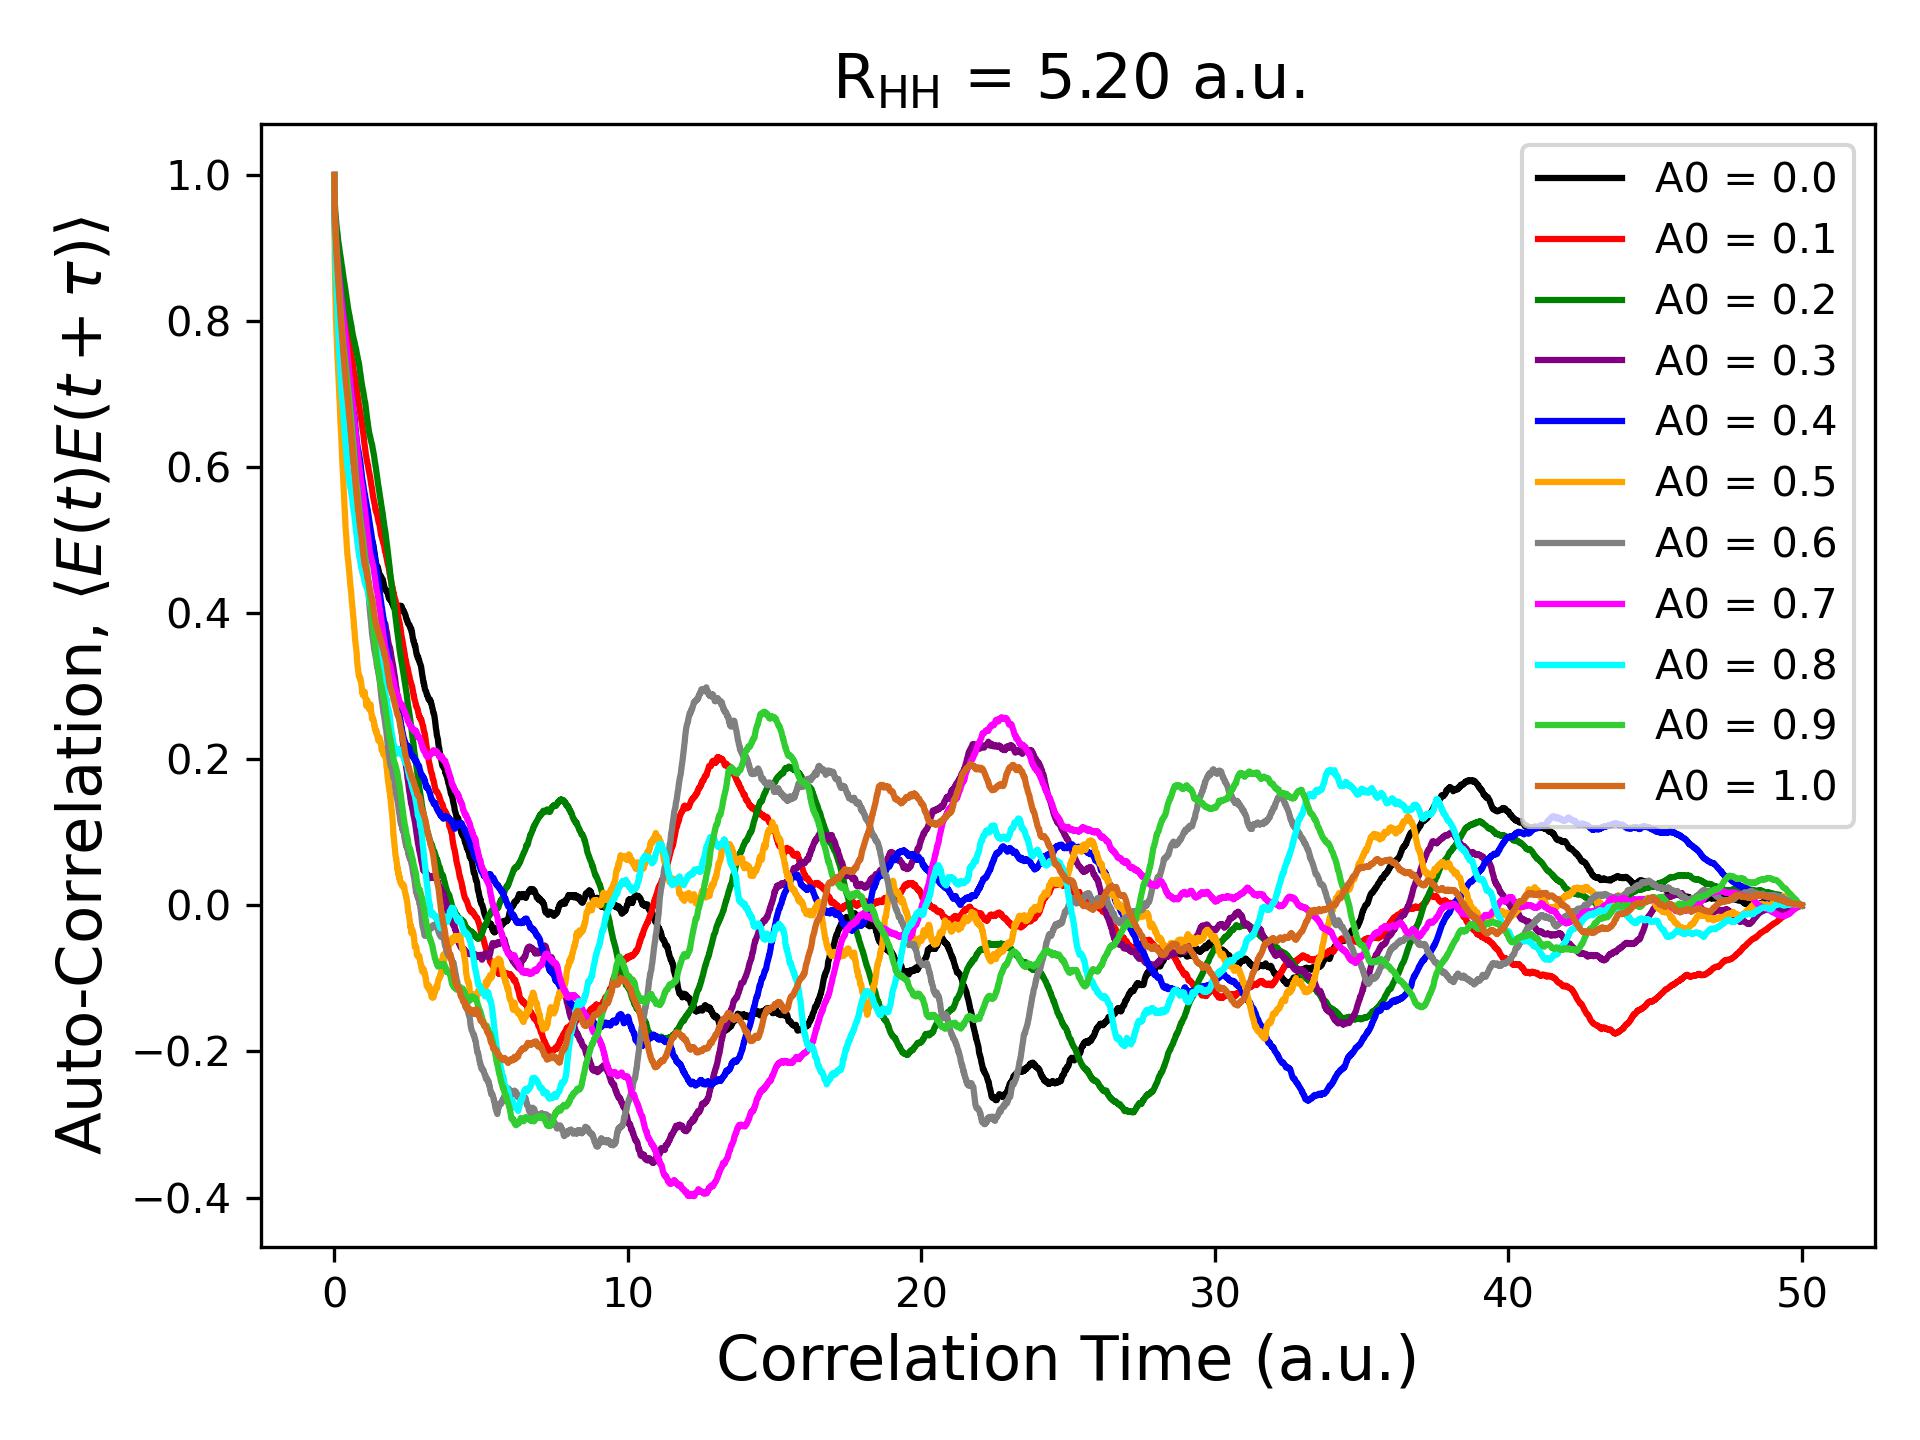 R_HH = 5.20 a.u.
Auto-Correlation, ⟨E(t)E(t + τ)⟩
1.0
0.8
0.6
0.4
0.2
0.0
−0.2
−0.4
A0 = 0.0
A0 = 0.1
A0 = 0.2
A0 = 0.3
A0 = 0.4
A0 = 0.5
A0 = 0.6
A0 = 0.7
A0 = 0.8
A0 = 0.9
A0 = 1.0
0 10 20 30 40 50
Correlation Time (a.u.)